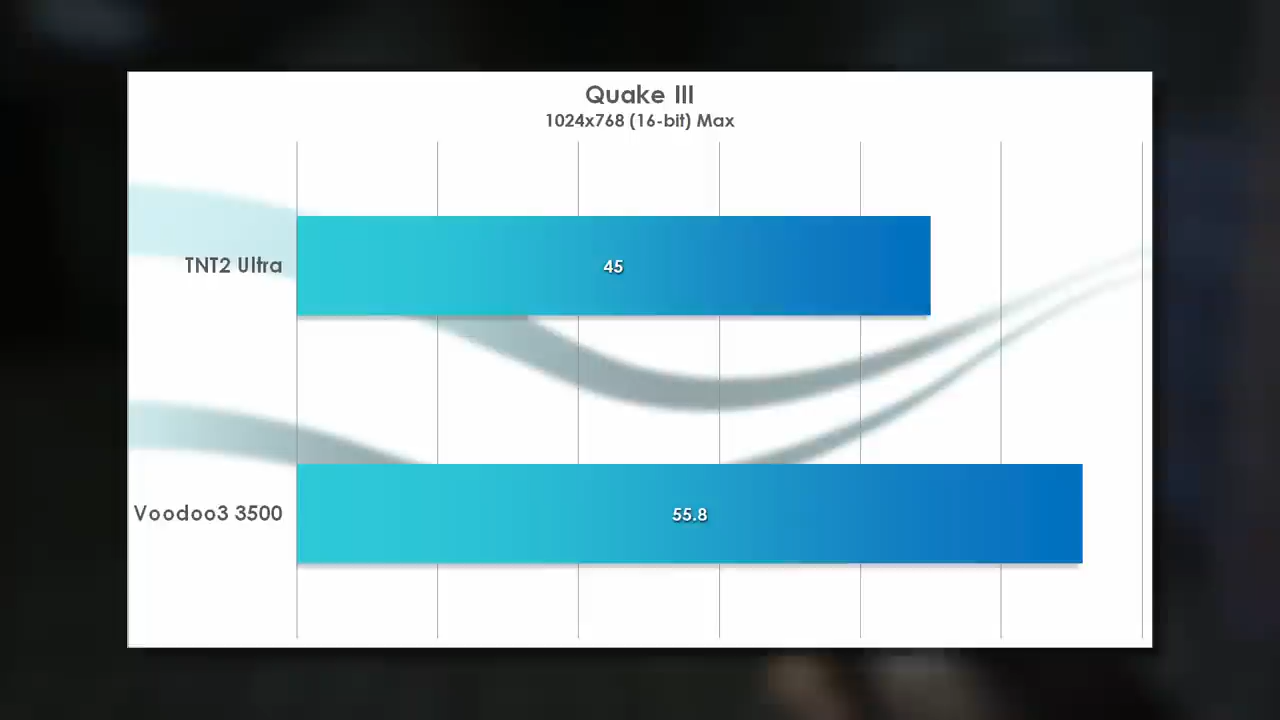 Quake III
1024x768 (16-bit) Max
TNT2 Ultra
45
Voodoo3 3500
55.8